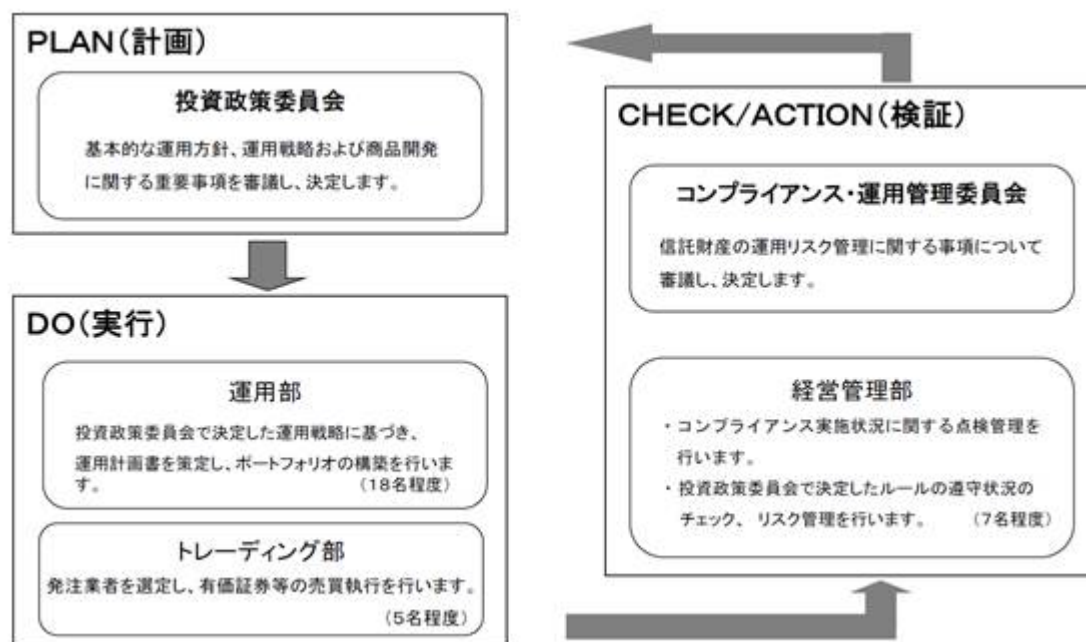 PLAN(計画)
投資政策委員会
基本的な運用方針、運用戦略および商品開発
に関する重要事項を審議し、決定します。
DO(実行)
運用部
投資政策委員会で決定した運用戦略に基づき、
運用計画書を策定し、ポートフォリオの構築を行いま
す。 (18名程度)
トレーディング部
発注業者を選定し、有価証券等の売買執行を行います。
(5名程度)
CHECK/ACTION(検証)
コンプライアンス・運用管理委員会
信託財産の運用リスク管理に関する事項について
審議し、決定します。
経営管理部
・コンプライアンス実施状況に関する点検管理を
行います。
・投資政策委員会で決定したルールの遵守状況の
チェック、 リスク管理を行います。 (7名程度)